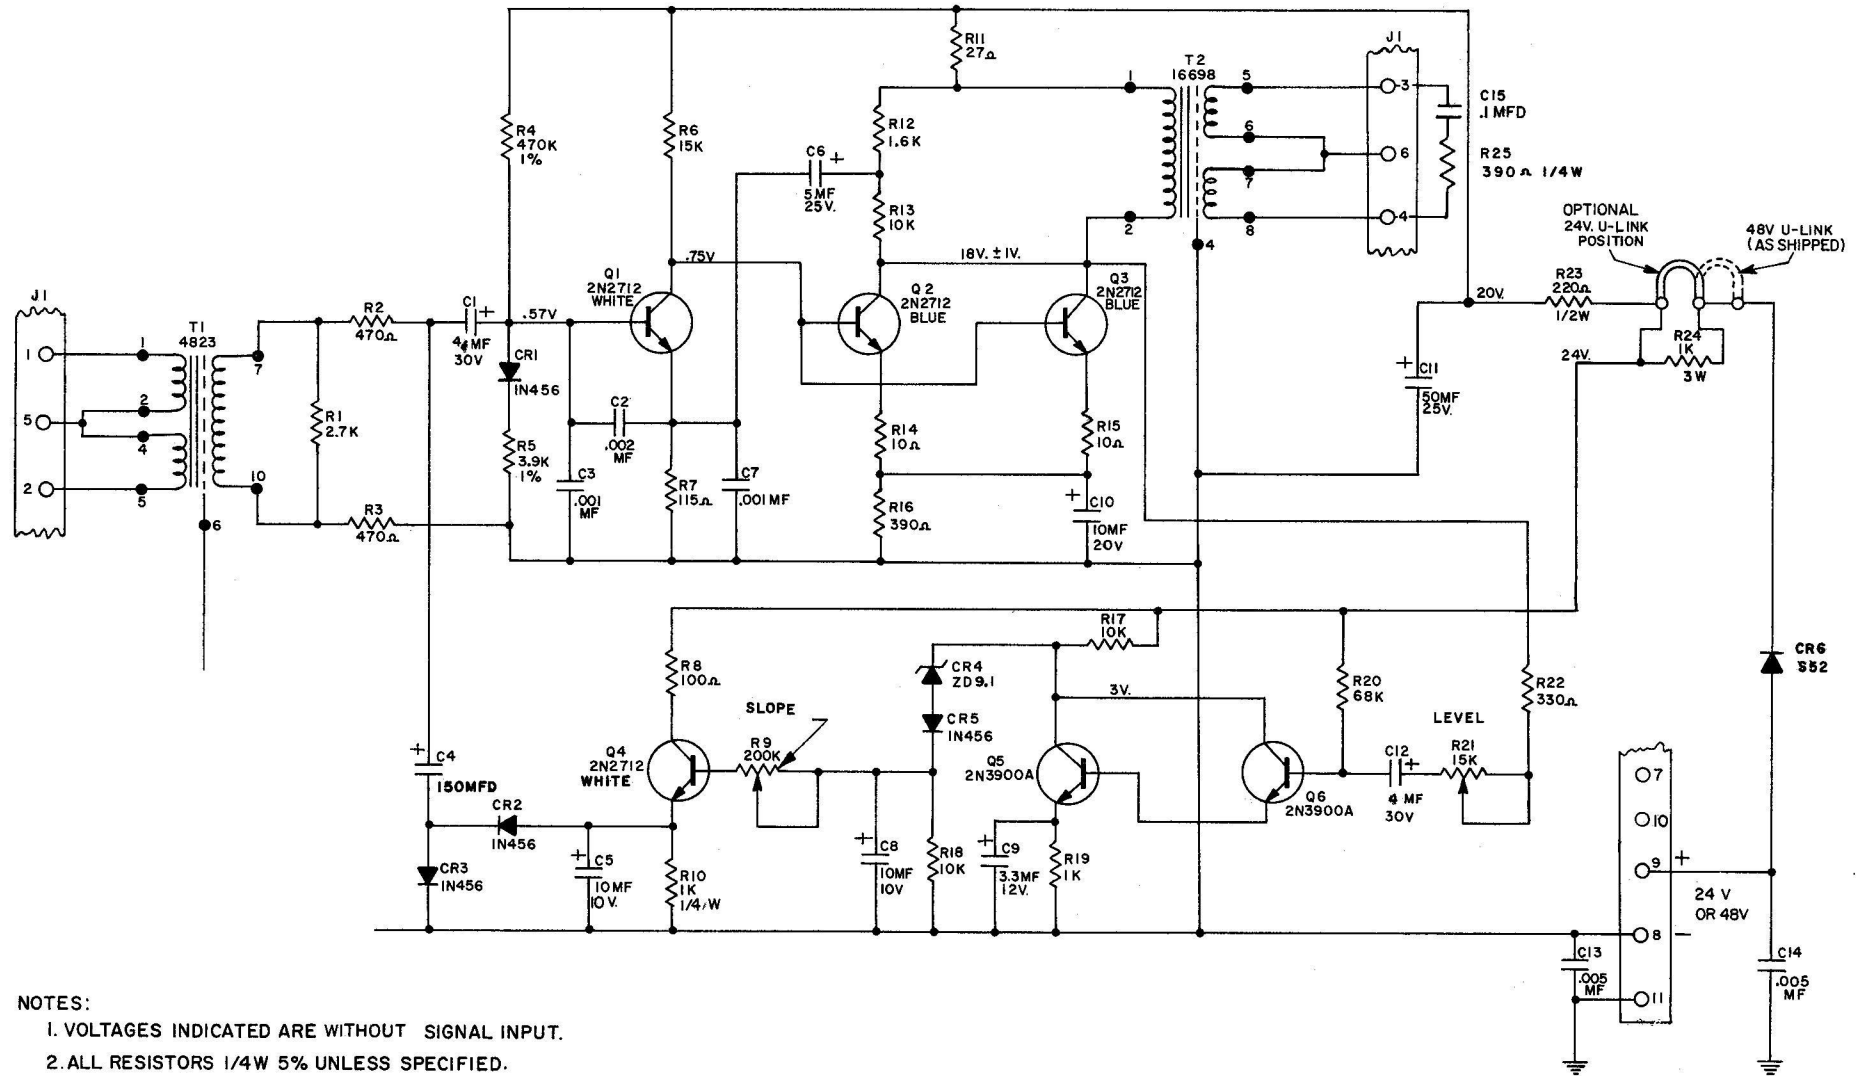 R11
27Ω
J1
T2
16698
1
5
3
C15
.1 MFD
R4
470K
1%
R6
15K
R12
1.6K
C6
+
5MF
25V.
6
6
R25
390Ω 1/4W
7
R13
10K
2
8
4
4
OPTIONAL
24V. U-LINK
POSITION
48V U-LINK
(AS SHIPPED)
.75V
18V. ±1V.
Q1
2N2712
WHITE
Q2
2N2712
BLUE
Q3
2N2712
BLUE
20V.
R23
220Ω
1/2W
J1
T1
4823
R2
470Ω
C1
+
4 MF
30V
.57V
R24
1K
3W
24V.
1
1
7
CR1
1N456
+
C11
50MF
25V.
2
5
4
R1
2.7K
C2
.002
MF
R14
10Ω
R15
10Ω
R5
3.9K
1%
2
5
10
C3
.001
MF
R7
115Ω
C7
.001MF
R16
390Ω
+
C10
10MF
20V
6
R3
470Ω
R17
10K
R8
100Ω
CR4
ZD9.1
R20
68K
R22
330Ω
CR6
S52
3V.
SLOPE
CR5
1N456
LEVEL
Q4
2N2712
WHITE
R9
200K
Q5
2N3900A
Q6
2N3900A
C12
+
4 MF
30V
R21
15K
+
C4
150MFD
7
10
CR2
1N456
CR3
1N456
+
C5
10MF
10V.
R10
1K
1/4W
+
C8
10MF
10V
R18
10K
+
C9
3.3MF
12V.
R19
1K
9
+
24 V
OR 48V
8
−
C13
.005
MF
11
C14
.005
MF
NOTES:
1. VOLTAGES INDICATED ARE WITHOUT SIGNAL INPUT.
2. ALL RESISTORS 1/4W 5% UNLESS SPECIFIED.